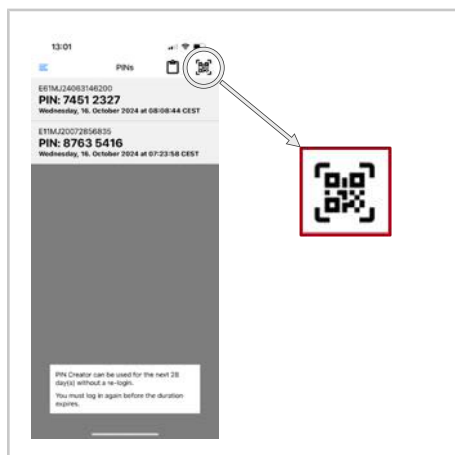 13:01
PINs
E61MJ24063146200
PIN: 7451 2327
Wednesday, 16. October 2024 at 08:08:44 CEST
E11MJ20072856835
PIN: 8763 5416
Wednesday, 16. October 2024 at 07:23:58 CEST
PIN Creator can be used for the next 28
day(s) without a re-login.
You must log in again before the duration
expires.